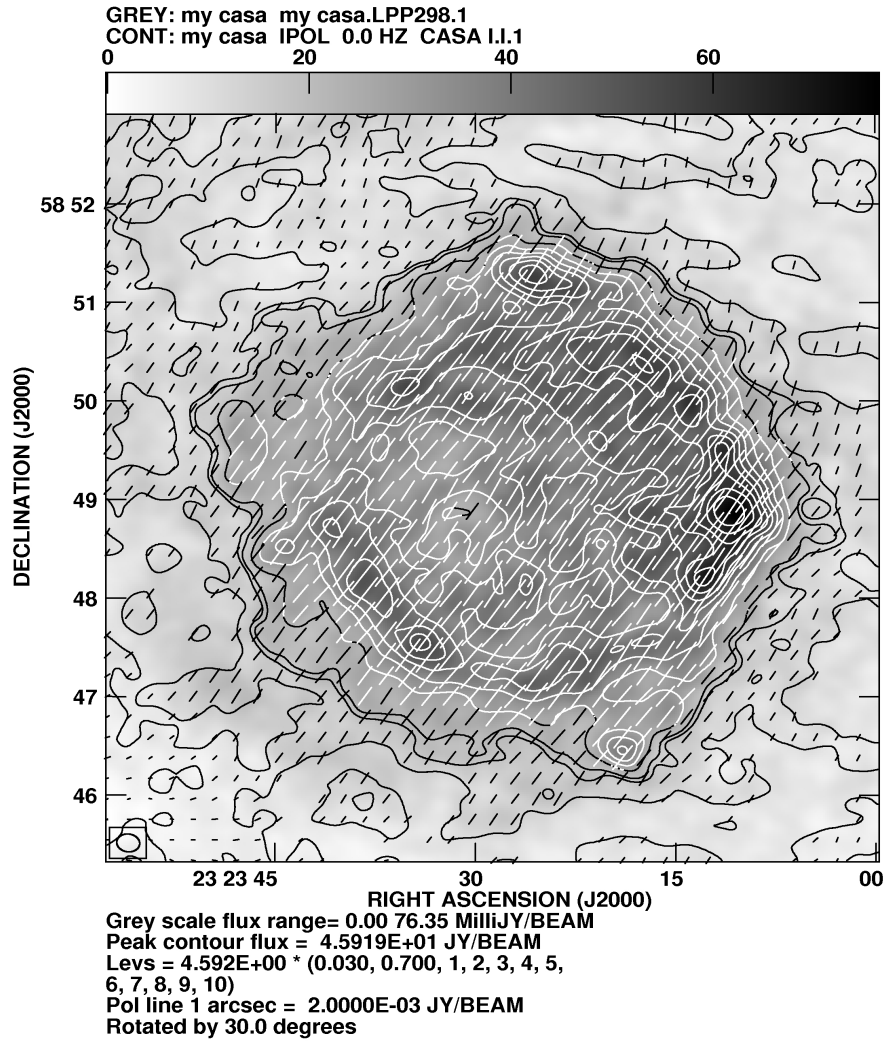 GREY: my casa  my casa.LPP298.1
CONT: my casa  IPOL  0.0 HZ  CASA I.I.1
0 20 40 60
58 52
51
50
49
48
47
46
DECLINATION (J2000)
23 23 45 30 15 00
RIGHT ASCENSION (J2000)
Grey scale flux range= 0.00 76.35 MilliJY/BEAM
Peak contour flux =  4.5919E+01 JY/BEAM
Levs = 4.592E+00 * (0.030, 0.700, 1, 2, 3, 4, 5,
6, 7, 8, 9, 10)
Pol line 1 arcsec =  2.0000E-03 JY/BEAM
Rotated by 30.0 degrees